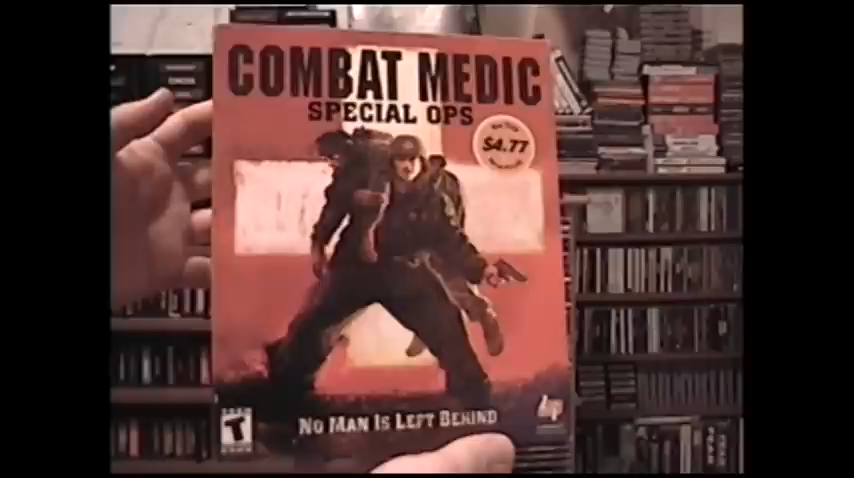 COMBAT MEDIC
SPECIAL OPS
$4.77
NO MAN IS LEFT BEHIND
T